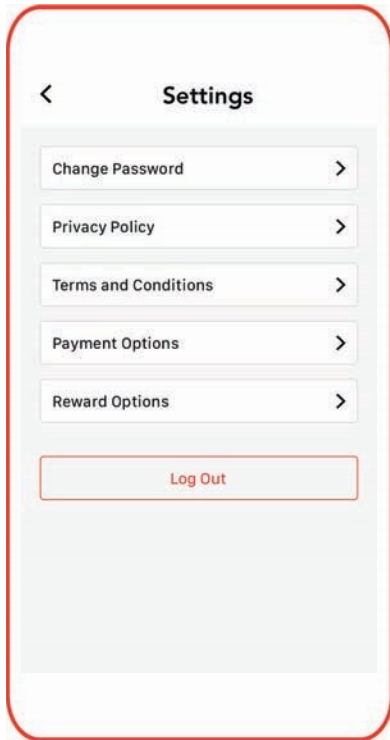 Settings
Change Password
Privacy Policy
Terms and Conditions
Payment Options
Reward Options
Log Out